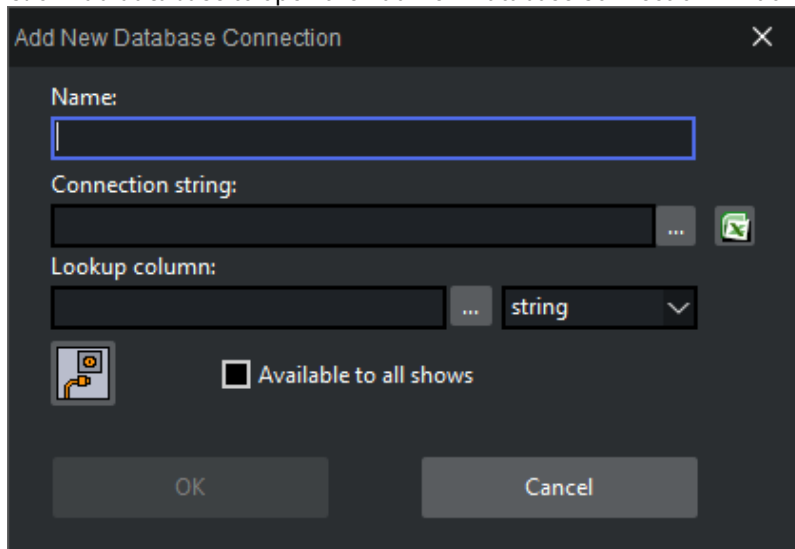 Add New Database Connection
Name:
Connection string:
...
Lookup column:
... string
Available to all shows
OK Cancel